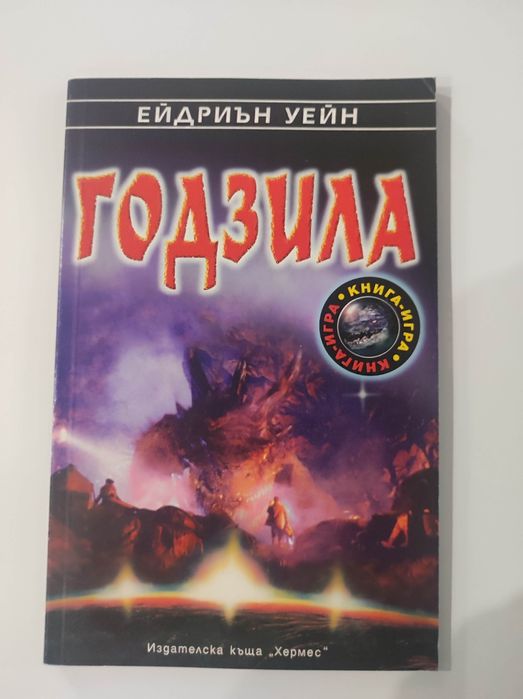 ЕЙДРИЪН УЕЙН
ГОДЗИЛА
КНИГА-ИГРА • КНИГА-ИГРА •
Издателска къща „Хермес“